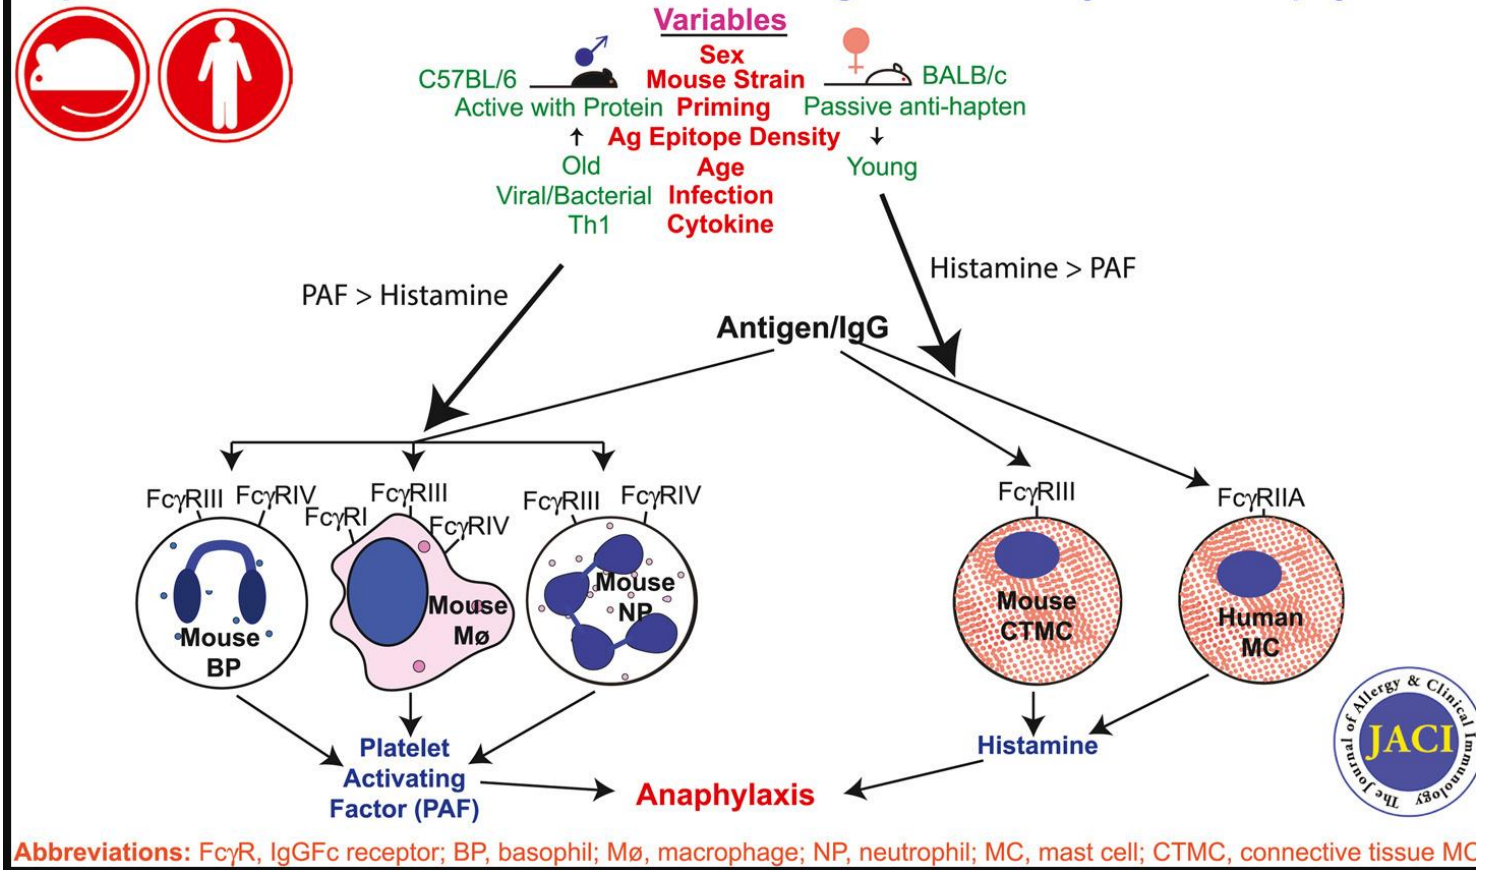 Variables
Sex
C57BL/6 Mouse Strain BALB/c
Active with Protein Priming Passive anti-hapten
↑ Ag Epitope Density ↓
Old Age Young
Viral/Bacterial Infection
Th1 Cytokine
PAF > Histamine
Histamine > PAF
Antigen/IgG
FcγRIII FcγRIV
FcγRI FcγRIII FcγRIV
FcγRIII FcγRIV
FcγRIII
FcγRIIA
Mouse
BP
Mouse
Mø
Mouse
NP
Mouse
CTMC
Human
MC
Platelet
Activating
Factor (PAF)
Histamine
Anaphylaxis
The Journal of Allergy & Clinical Immunology
JACI
Abbreviations: FcγR, IgGFc receptor; BP, basophil; Mø, macrophage; NP, neutrophil; MC, mast cell; CTMC, connective tissue MC